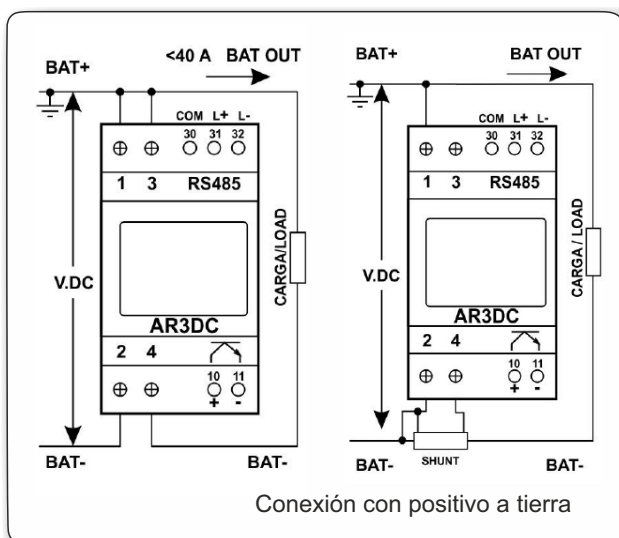 <40 A BAT OUT
BAT+
COM L+ L-
30 31 32
1 3 RS485
V.DC
CARGA/LOAD
AR3DC
2 4
10 11
+ -
BAT- BAT-
BAT OUT
BAT+
COM L+ L-
30 31 32
1 3 RS485
V.DC
CARGA / LOAD
AR3DC
2 4
10 11
+ -
BAT- SHUNT BAT-
Conexión con positivo a tierra